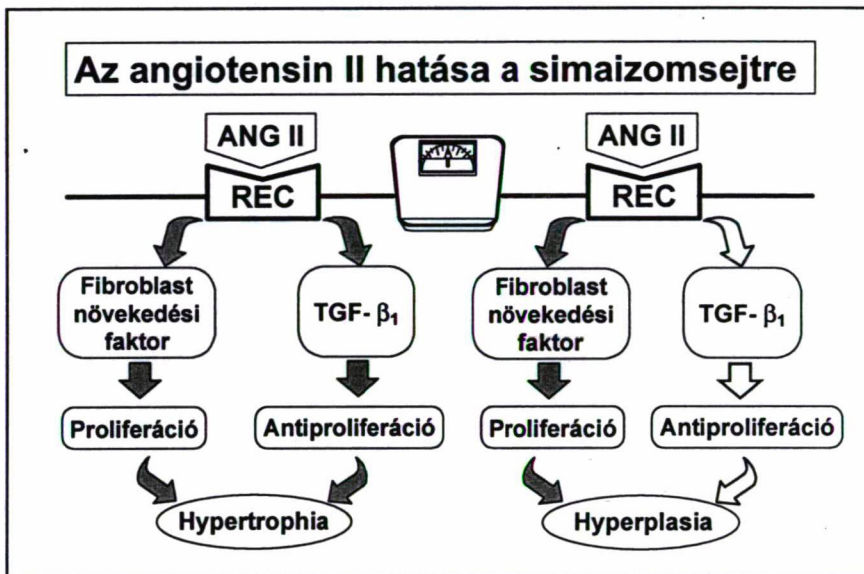 Az angiotensin II hatása a simaizomsejtre
ANG II
REC
Fibroblast
növekedési
faktor
TGF- β₁
Proliferáció
Antiproliferáció
Hypertrophia
ANG II
REC
Fibroblast
növekedési
faktor
TGF- β₁
Proliferáció
Antiproliferáció
Hyperplasia